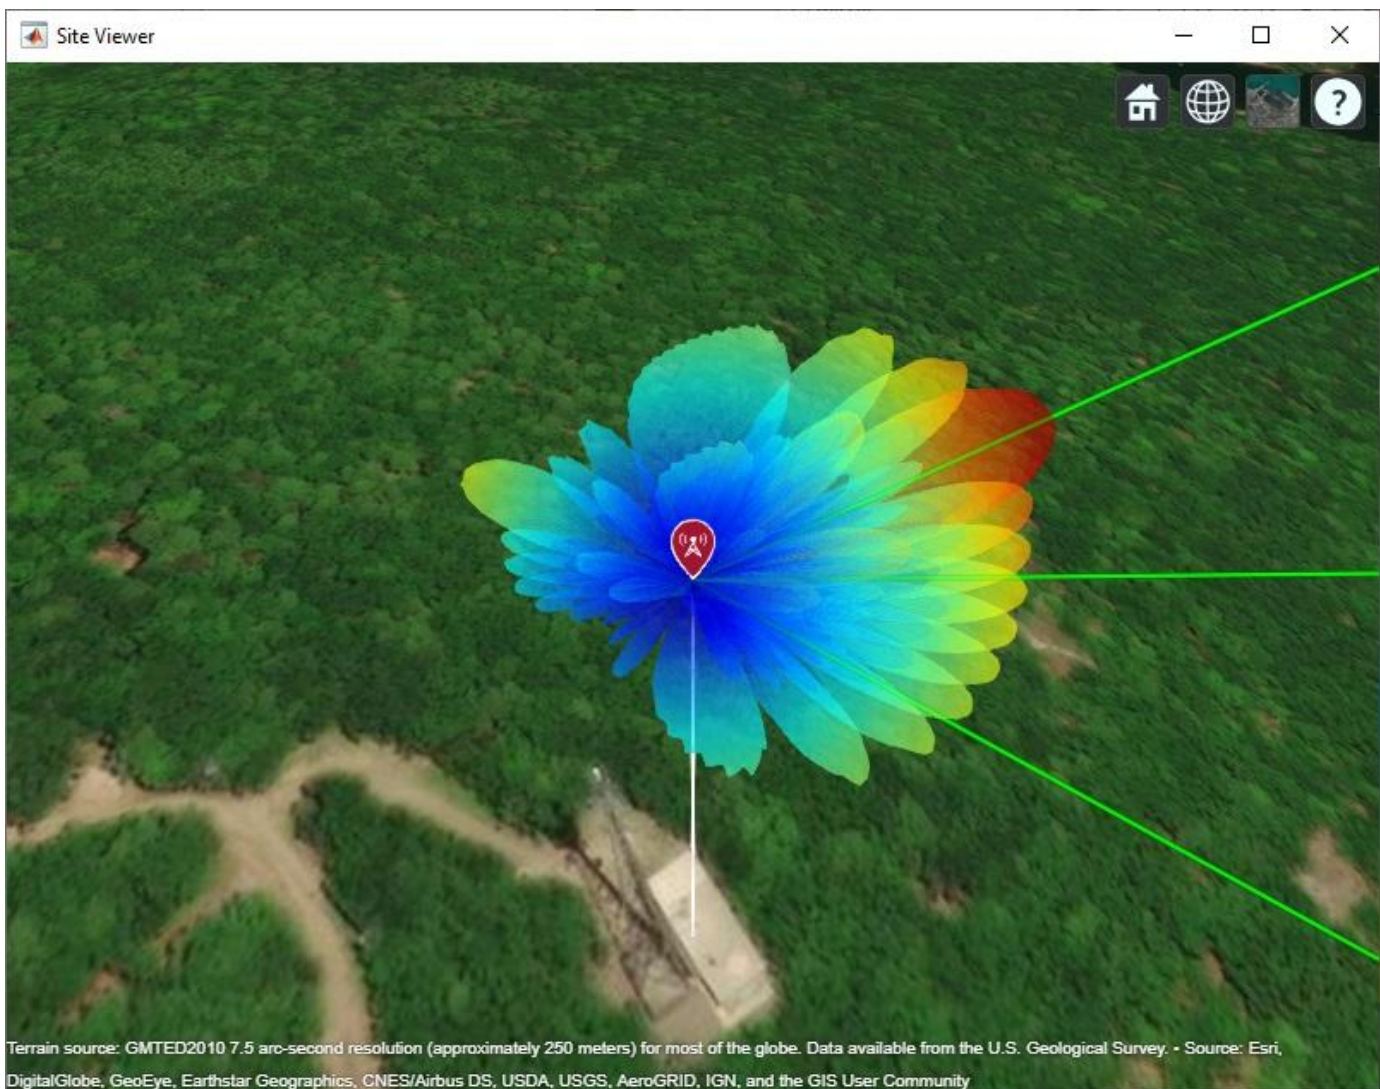 Site Viewer
?
Terrain source: GMTED2010 7.5 arc-second resolution (approximately 250 meters) for most of the globe. Data available from the U.S. Geological Survey. - Source: Esri,
DigitalGlobe, GeoEye, Earthstar Geographics, CNES/Airbus DS, USDA, USGS, AeroGRID, IGN, and the GIS User Community